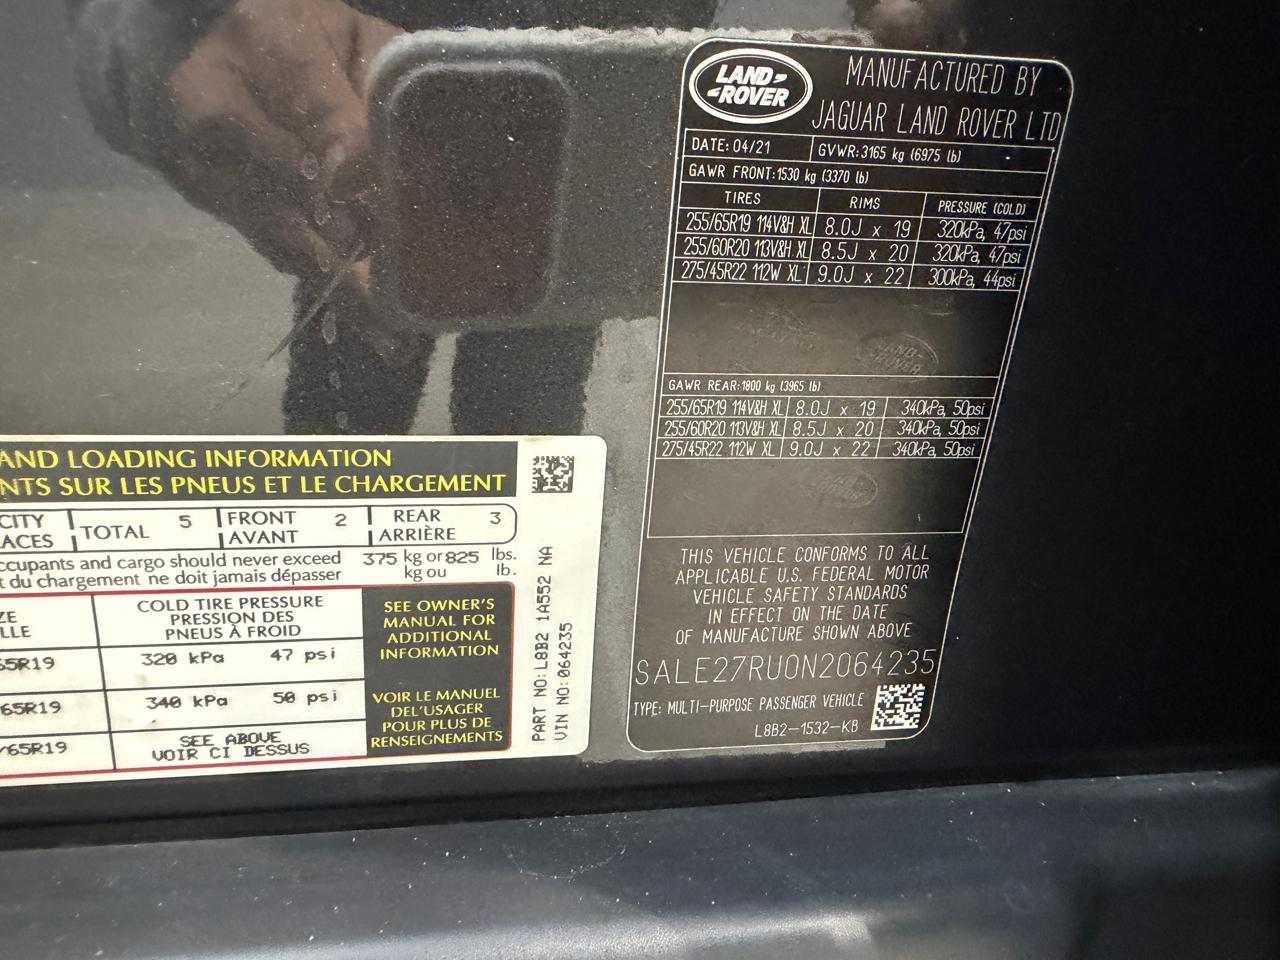 LAND-
-ROVER
MANUFACTURED BY
JAGUAR LAND ROVER LTD
DATE: 04/21 GVWR: 3165 kg (6975 lb)
GAWR FRONT: 1530 kg (3370 lb)
TIRES RIMS PRESSURE (COLD)
255/65R19 114V&H XL 8.0J x 19 320kPa, 47psi
255/60R20 113V&H XL 8.5J x 20 320kPa, 47psi
275/45R22 112W XL 9.0J x 22 300kPa, 44psi
LAND-
-ROVER
GAWR REAR: 1800 kg (3965 lb)
255/65R19 114V&H XL 8.0J x 19 340kPa, 50psi
255/60R20 113V&H XL 8.5J x 20 340kPa, 50psi
275/45R22 112W XL 9.0J x 22 340kPa, 50psi
THIS VEHICLE CONFORMS TO ALL
APPLICABLE U.S. FEDERAL MOTOR
VEHICLE SAFETY STANDARDS
IN EFFECT ON THE DATE
OF MANUFACTURE SHOWN ABOVE
SALE27RU0N2064235
TYPE: MULTI-PURPOSE PASSENGER VEHICLE
L8B2-1532-KB
AND LOADING INFORMATION
NTS SUR LES PNEUS ET LE CHARGEMENT
CITY TOTAL 5 FRONT 2 REAR 3
ACES AVANT ARRIÈRE
ccupants and cargo should never exceed 375 kg or 825 lbs.
t du chargement ne doit jamais dépasser kg ou lb.
ZE COLD TIRE PRESSURE
LLE PRESSION DES
PNEUS À FROID
55R19 320 kPa 47 psi
65R19 340 kPa 50 psi
/65R19 SEE ABOVE
VOIR CI DESSUS
SEE OWNER'S
MANUAL FOR
ADDITIONAL
INFORMATION
VOIR LE MANUEL
DEL'USAGER
POUR PLUS DE
RENSEIGNEMENTS
PART NO: L8B2 1A552 NA
VIN NO: 064235